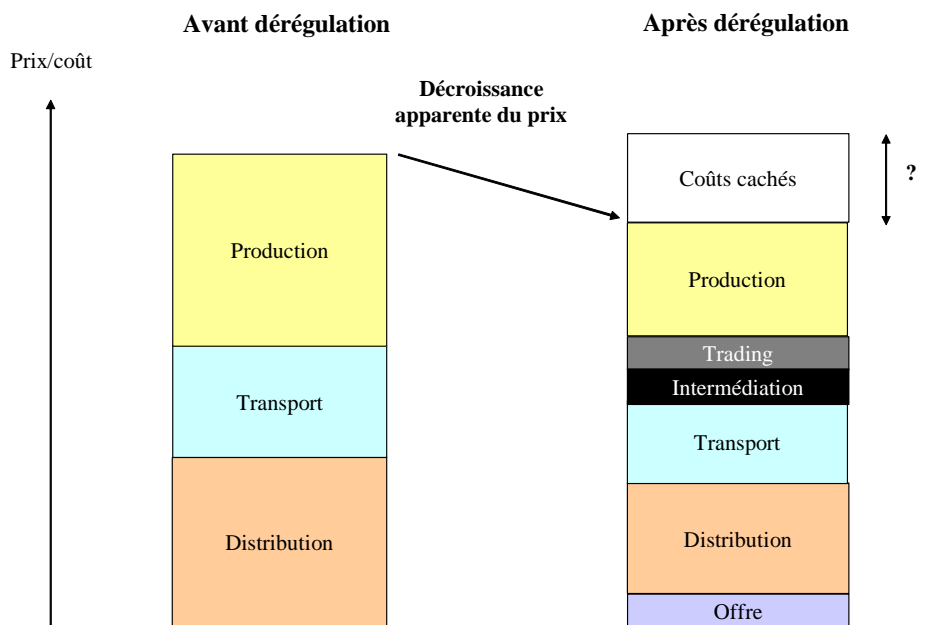 Avant dérégulation
Après dérégulation
Prix/coût
Décroissance
apparente du prix
Production
Transport
Distribution
Coûts cachés
?
Production
Trading
Intermédiation
Transport
Distribution
Offre